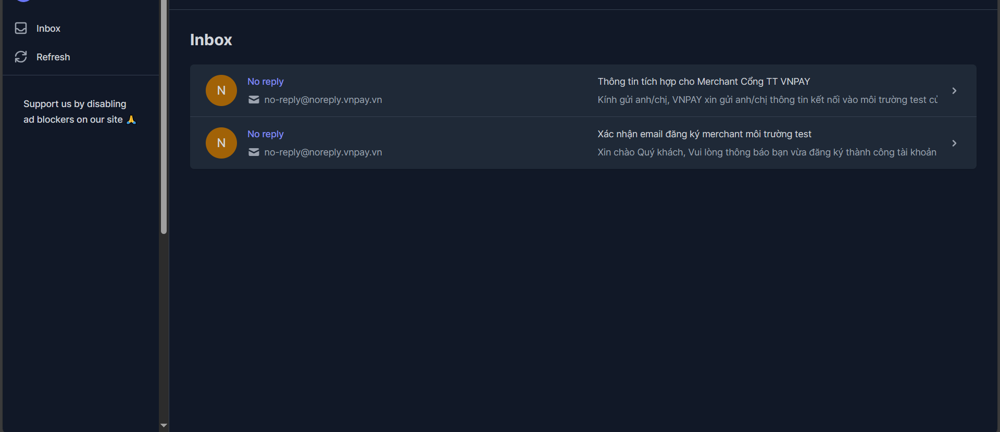 Inbox
Refresh
Support us by disabling
ad blockers on our site 🙏
Inbox
N
No reply
no-reply@noreply.vnpay.vn
Thông tin tích hợp cho Merchant Cổng TT VNPAY
Kính gửi anh/chị, VNPAY xin gửi anh/chị thông tin kết nối vào môi trường test
N
No reply
no-reply@noreply.vnpay.vn
Xác nhận email đăng ký merchant môi trường test
Xin chào Quý khách, Vui lòng thông báo bạn vừa đăng ký thành công tài khoản